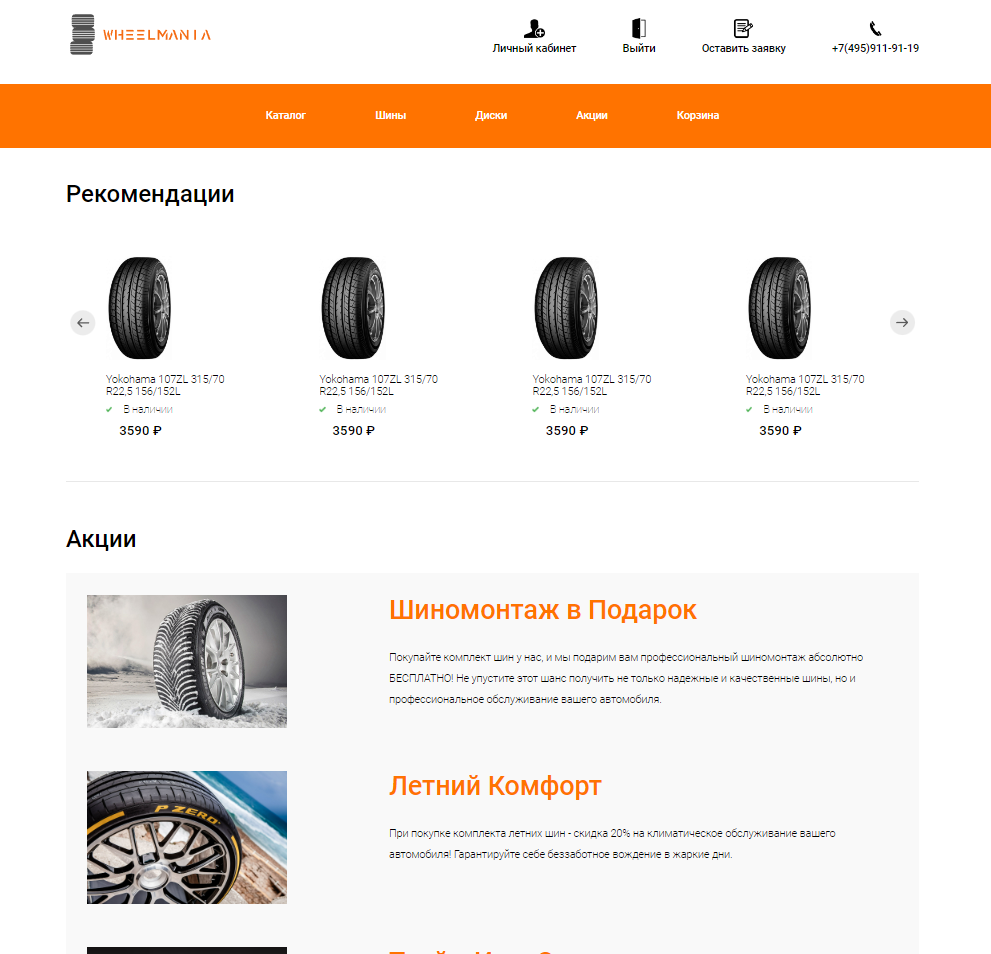 WHEELMANIA
Личный кабинет
Выйти
Оставить заявку
+7(495)911-91-19
Каталог
Шины
Диски
Акции
Корзина
Рекомендации
Yokohama 107ZL 315/70
R22,5 156/152L
В наличии
3590 ₽
Yokohama 107ZL 315/70
R22,5 156/152L
В наличии
3590 ₽
Yokohama 107ZL 315/70
R22,5 156/152L
В наличии
3590 ₽
Yokohama 107ZL 315/70
R22,5 156/152L
В наличии
3590 ₽
Акции
Шиномонтаж в Подарок
Покупайте комплект шин у нас, и мы подарим вам профессиональный шиномонтаж абсолютно
БЕСПЛАТНО! Не упустите этот шанс получить не только надежные и качественные шины, но и
профессиональное обслуживание вашего автомобиля.
P ZERO
Летний Комфорт
При покупке комплекта летних шин - скидка 20% на климатическое обслуживание вашего
автомобиля! Гарантируйте себе беззаботное вождение в жаркие дни.